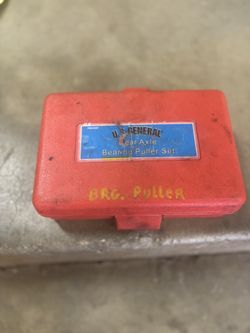 U.S. GENERAL
Rear Axle
Bearing Puller Set
BRG. PULLER